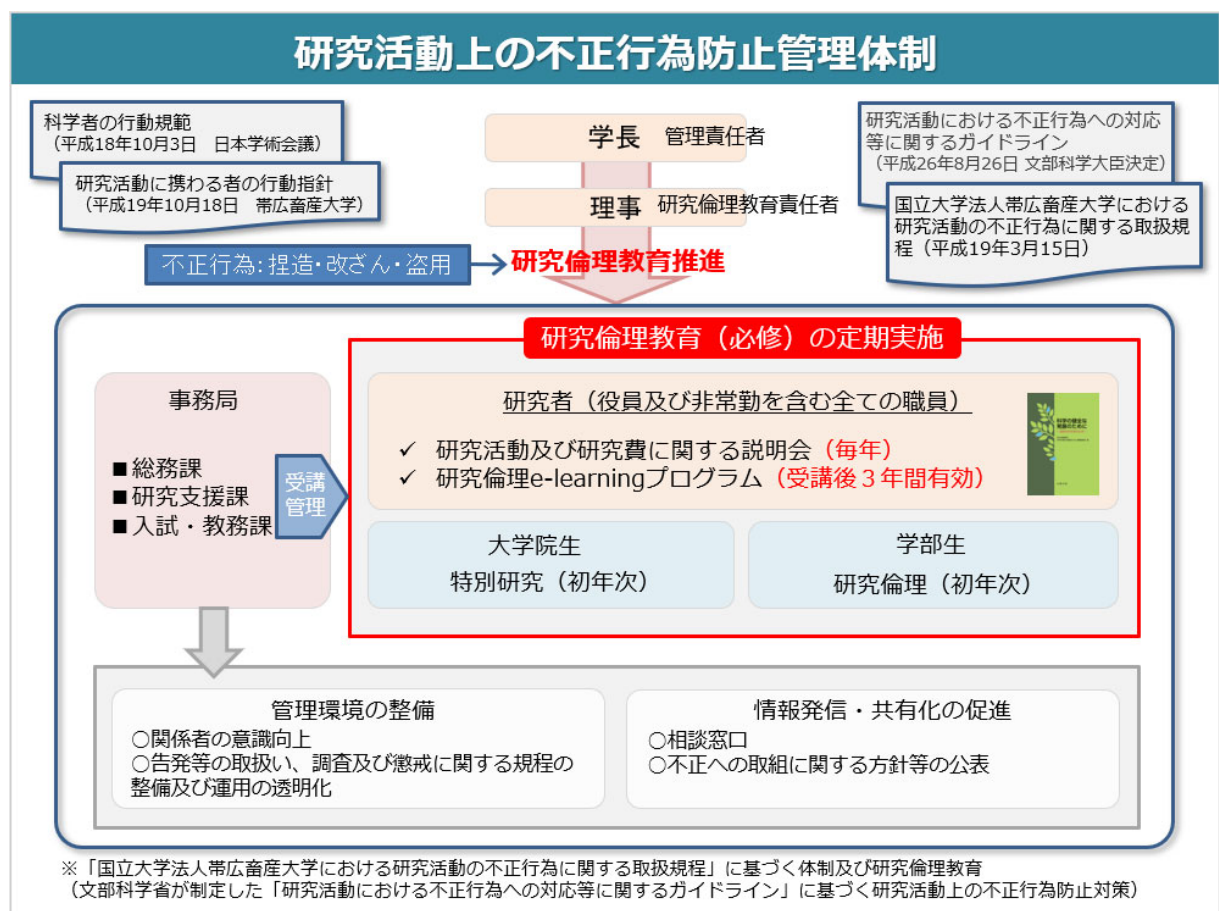 研究活動上の不正行為防止管理体制
科学者の行動規範
（平成18年10月3日　日本学術会議）
研究活動に携わる者の行動指針
（平成19年10月18日　帯広畜産大学）
学長　管理責任者
理事　研究倫理教育責任者
研究活動における不正行為への対応
等に関するガイドライン
（平成26年8月26日 文部科学大臣決定）
国立大学法人帯広畜産大学における
研究活動の不正行為に関する取扱規
程（平成19年3月15日）
不正行為：捏造・改ざん・盗用
研究倫理教育推進
研究倫理教育（必修）の定期実施
事務局
■総務課
■研究支援課
■入試・教務課
受講
管理
研究者（役員及び非常勤を含む全ての職員）
✓ 研究活動及び研究費に関する説明会（毎年）
✓ 研究倫理e-learningプログラム（受講後３年間有効）
科学の健全な
発展のために
大学院生
特別研究（初年次）
学部生
研究倫理（初年次）
管理環境の整備
○関係者の意識向上
○告発等の取扱い、調査及び懲戒に関する規程の
整備及び運用の透明化
情報発信・共有化の促進
○相談窓口
○不正への取組に関する方針等の公表
※「国立大学法人帯広畜産大学における研究活動の不正行為に関する取扱規程」に基づく体制及び研究倫理教育
（文部科学省が制定した「研究活動における不正行為への対応等に関するガイドライン」に基づく研究活動上の不正行為防止対策）